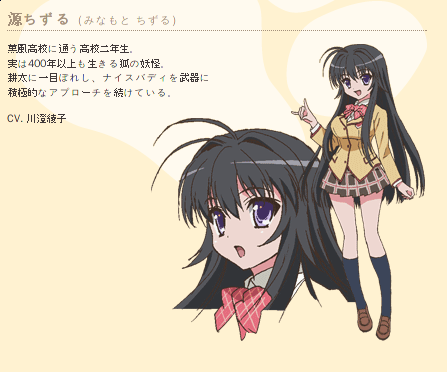 源ちずる (みなもと ちずる)
薫風高校に通う高校二年生。
実は400年以上も生きる狐の妖怪。
耕太に一目ぼれし、ナイスバディを武器に
積極的なアプローチを続けている。
CV. 川澄綾子